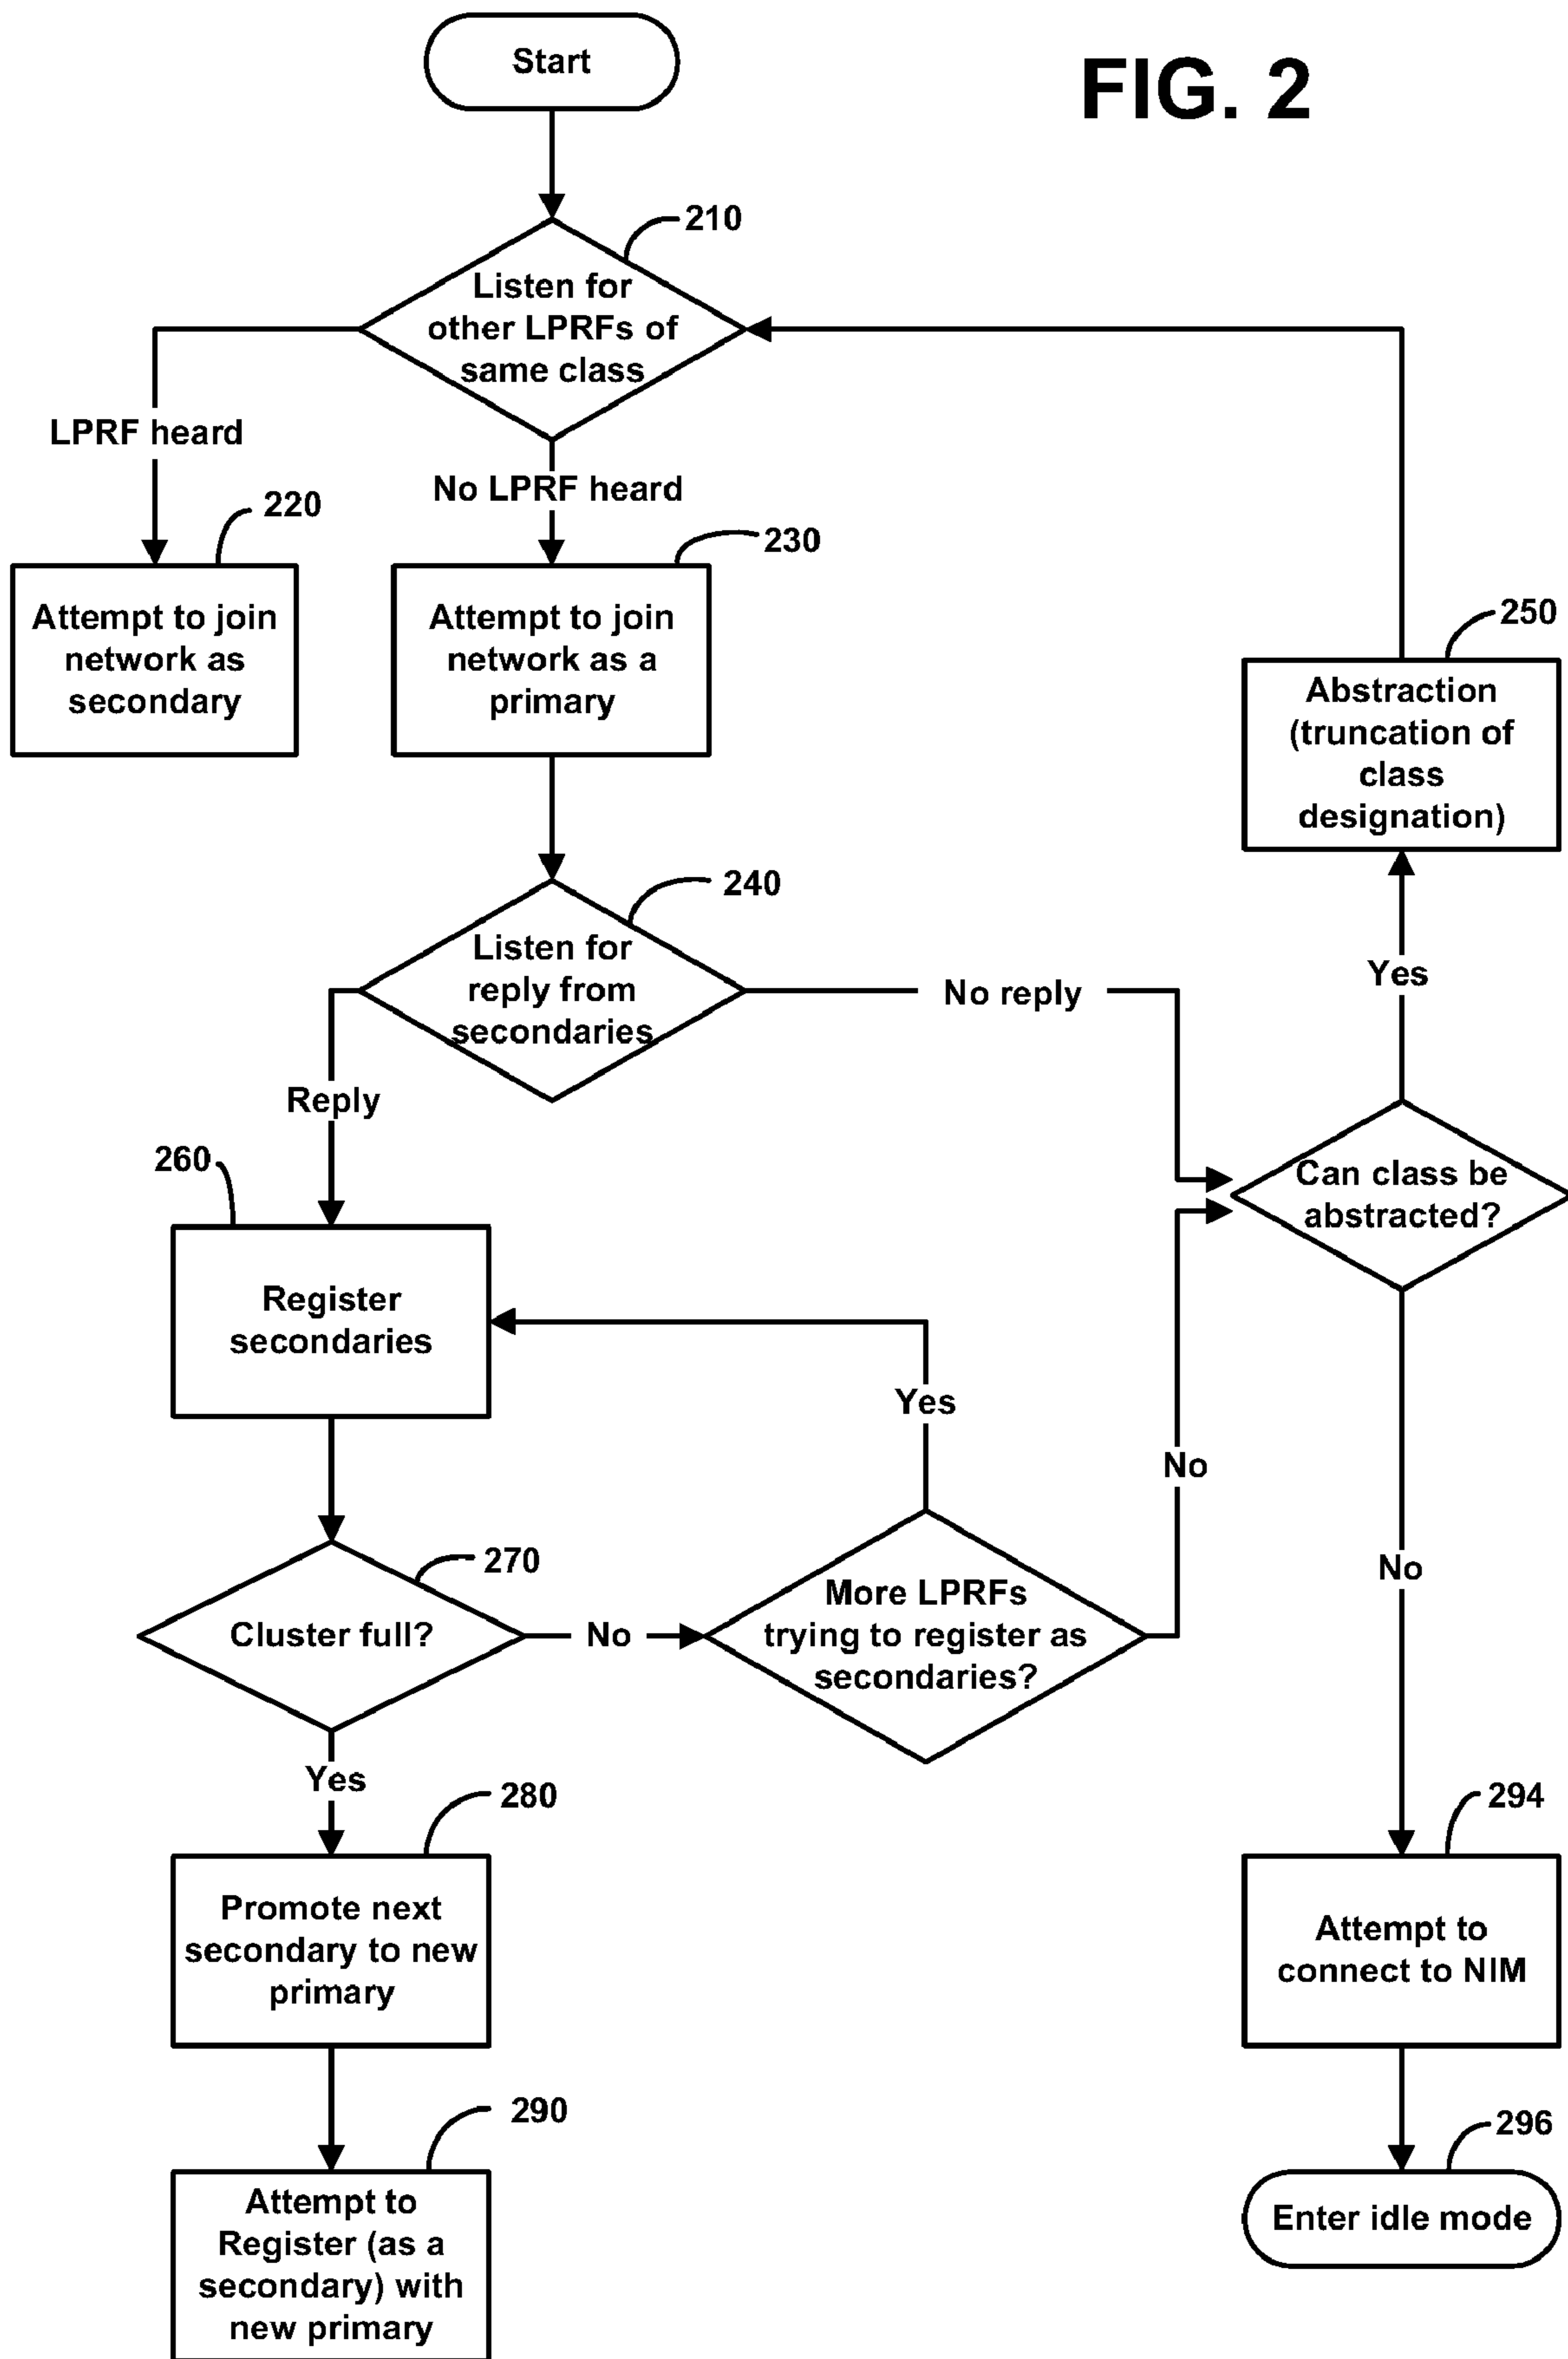 Start
FIG. 2
210
Listen for
other LPRFs of
same class
LPRF heard
No LPRF heard
220
230
Attempt to join
network as
secondary
Attempt to join
network as a
primary
250
Abstraction
(truncation of
class
designation)
240
Listen for
reply from
secondaries
No reply
Yes
Reply
260
Can class be
abstracted?
Register
secondaries
Yes
No
No
270
Cluster full?
No
More LPRFs
trying to register as
secondaries?
Yes
280
294
Promote next
secondary to new
primary
Attempt to
connect to NIM
290
296
Attempt to
Register (as a
secondary) with
new primary
Enter idle mode